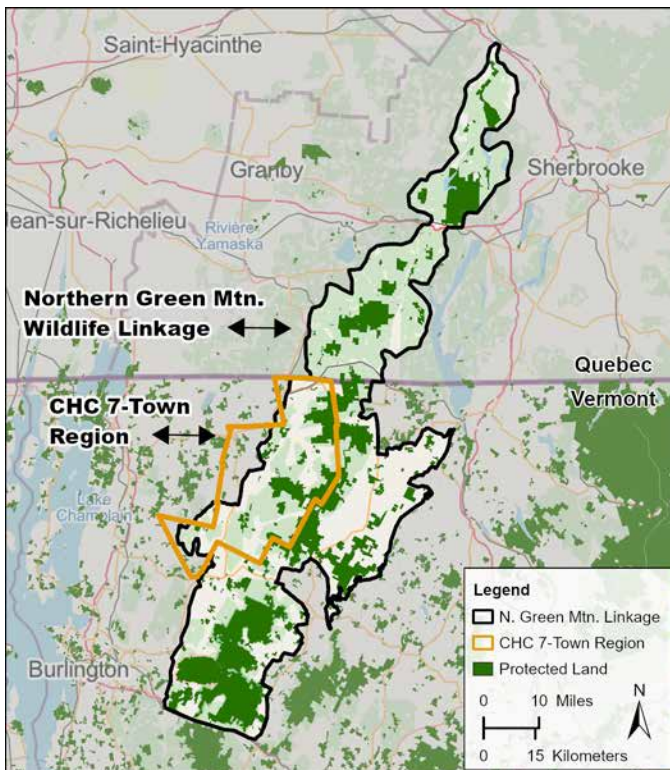 Saint-Hyacinthe
Granby
Sherbrooke
Jean-sur-Richelieu
Rivière
Yamaska
Northern Green Mtn.
Wildlife Linkage
Quebec
Vermont
CHC 7-Town
Region
Lake
Champlain
Burlington
Legend
N. Green Mtn. Linkage
CHC 7-Town Region
Protected Land
0 10 Miles
0 15 Kilometers
N